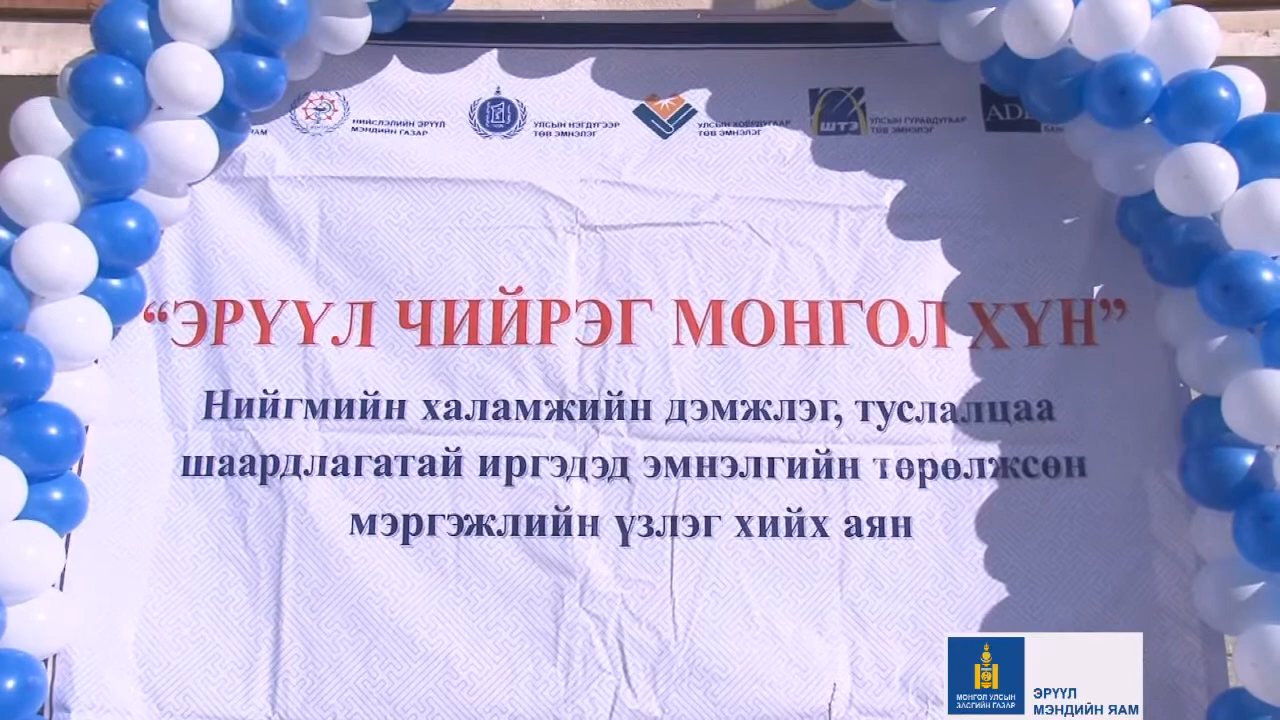 ЯАМ
НИЙСЛЭЛИЙН ЭРҮҮЛ
МЭНДИЙН ГАЗАР
УЛСЫН НЭГДҮГЭЭР
ТӨВ ЭМНЭЛЭГ
УЛСЫН ХОЁРДУГААР
ТӨВ ЭМНЭЛЭГ
ШТЭ
УЛСЫН ГУРАВДУГААР
ТӨВ ЭМНЭЛЭГ
“ЭРҮҮЛ ЧИЙРЭГ МОНГОЛ ХҮН”
Нийгмийн халамжийн дэмжлэг, туслалцаа
шаардлагатай иргэдэд эмнэлгийн төрөлжсөн
мэргэжлийн үзлэг хийх аян
МОНГОЛ УЛСЫН
ЗАСГИЙН ГАЗАР
ЭРҮҮЛ
МЭНДИЙН ЯАМ